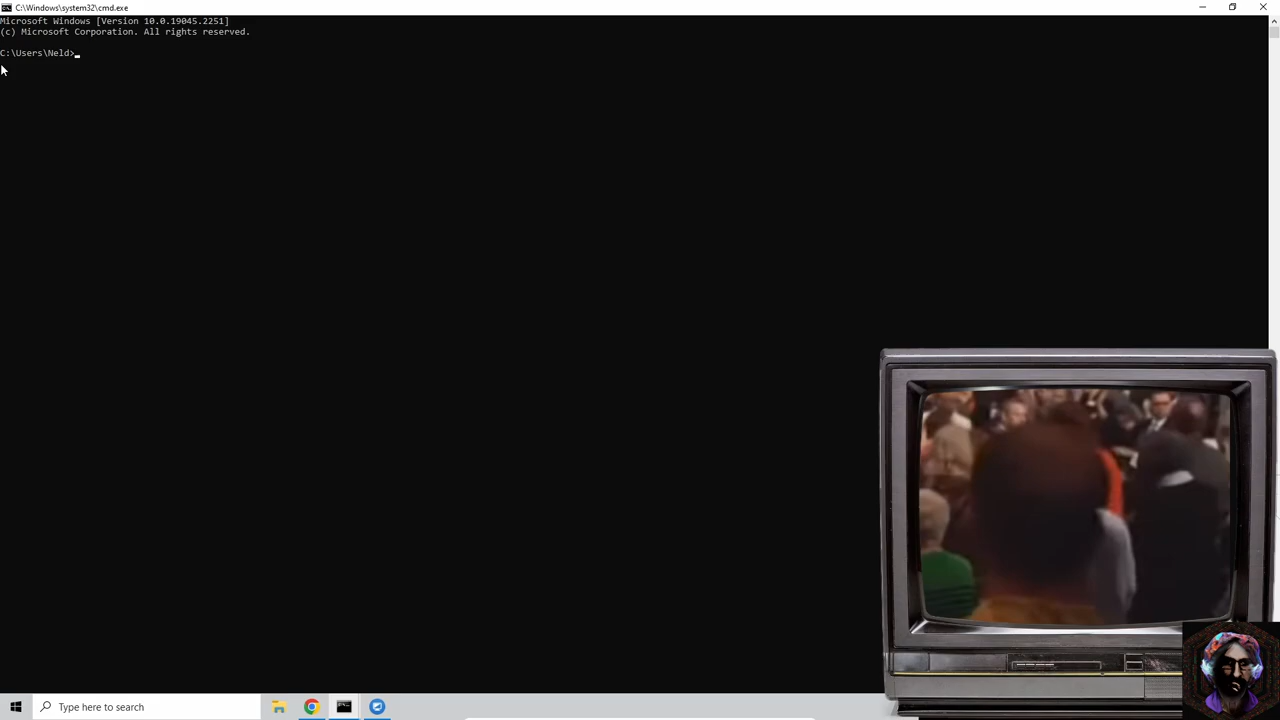 C:\Windows\system32\cmd.exe
Microsoft Windows [Version 10.0.19045.2251]
(c) Microsoft Corporation. All rights reserved.
C:\Users\Neld>
Type here to search